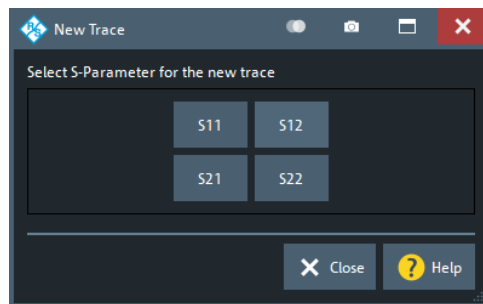 New Trace
Select S-Parameter for the new trace
S11 S12
S21 S22
Close ? Help